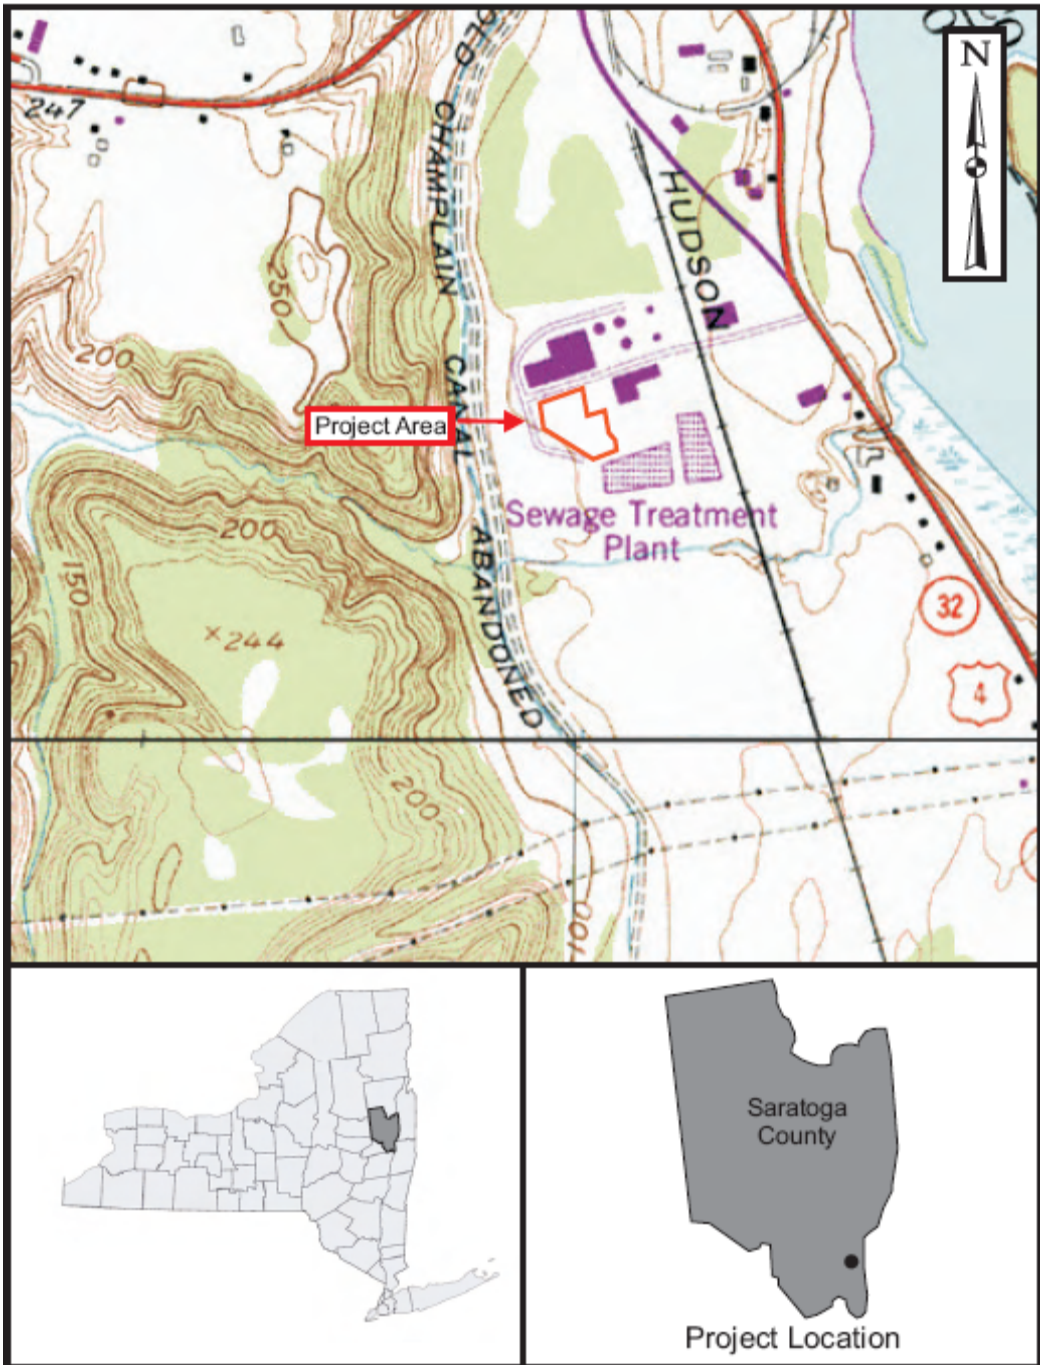 N
247
OLD CHAMPLAIN CANAL ABANDONED
HUDSON
250
200
Project Area
Sewage Treatment
Plant
200
150
x 244
32
4
200
100
Saratoga
County
Project Location